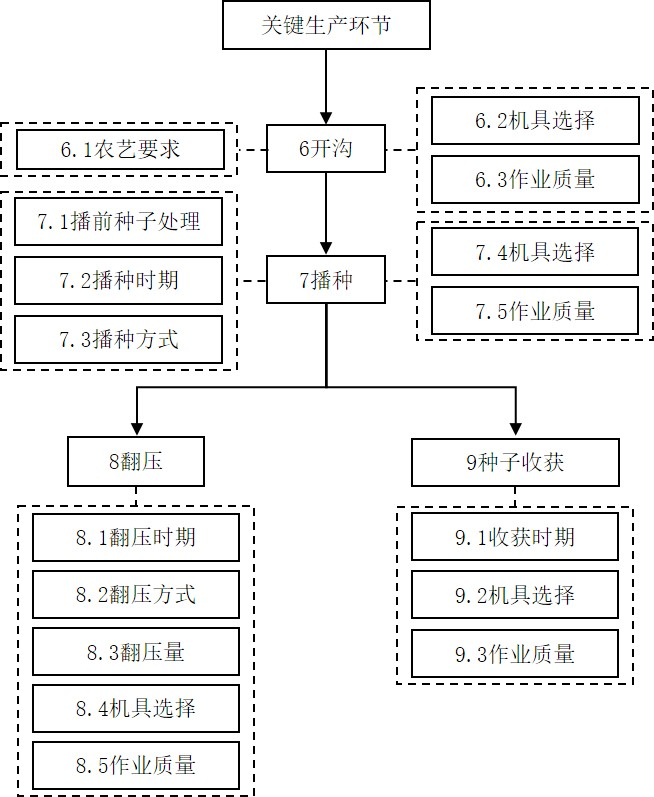 关键生产环节
6.1农艺要求
6开沟
6.2机具选择
6.3作业质量
7.1播前种子处理
7.2播种时期
7.3播种方式
7播种
7.4机具选择
7.5作业质量
8翻压
8.1翻压时期
8.2翻压方式
8.3翻压量
8.4机具选择
8.5作业质量
9种子收获
9.1收获时期
9.2机具选择
9.3作业质量